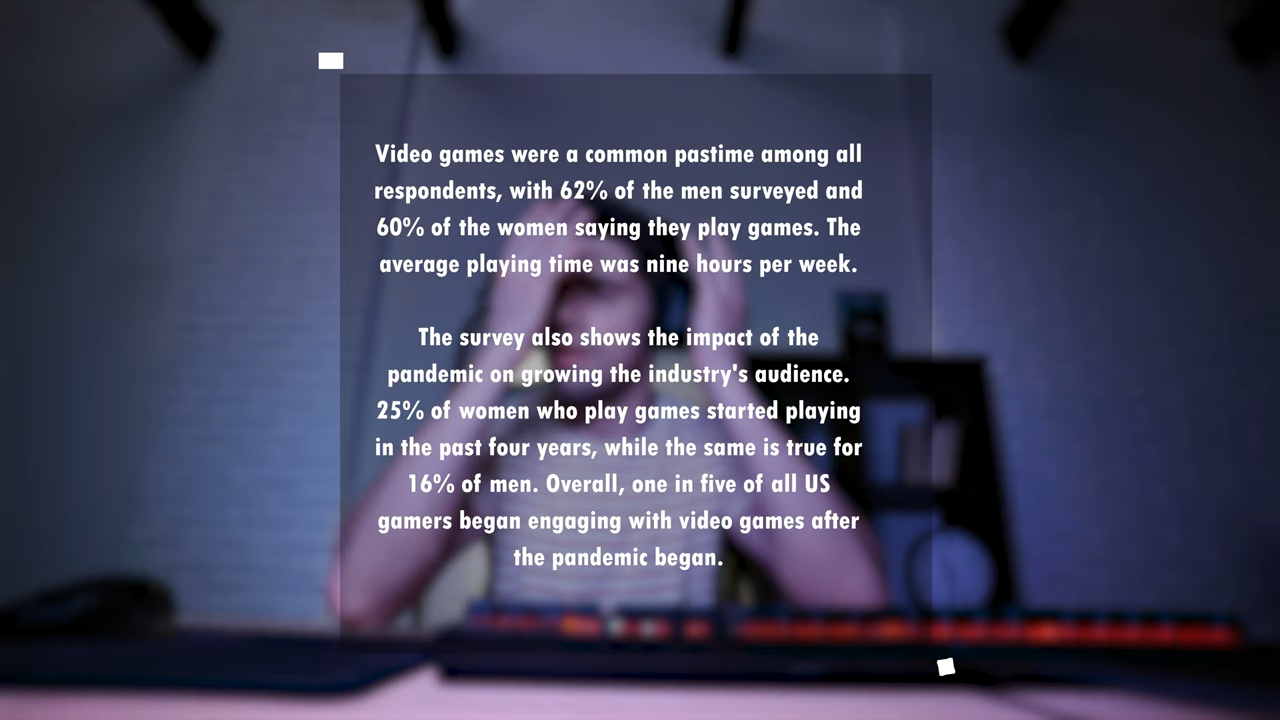 Video games were a common pastime among all
respondents, with 62% of the men surveyed and
60% of the women saying they play games. The
average playing time was nine hours per week.
The survey also shows the impact of the
pandemic on growing the industry's audience.
25% of women who play games started playing
in the past four years, while the same is true for
16% of men. Overall, one in five of all US
gamers began engaging with video games after
the pandemic began.